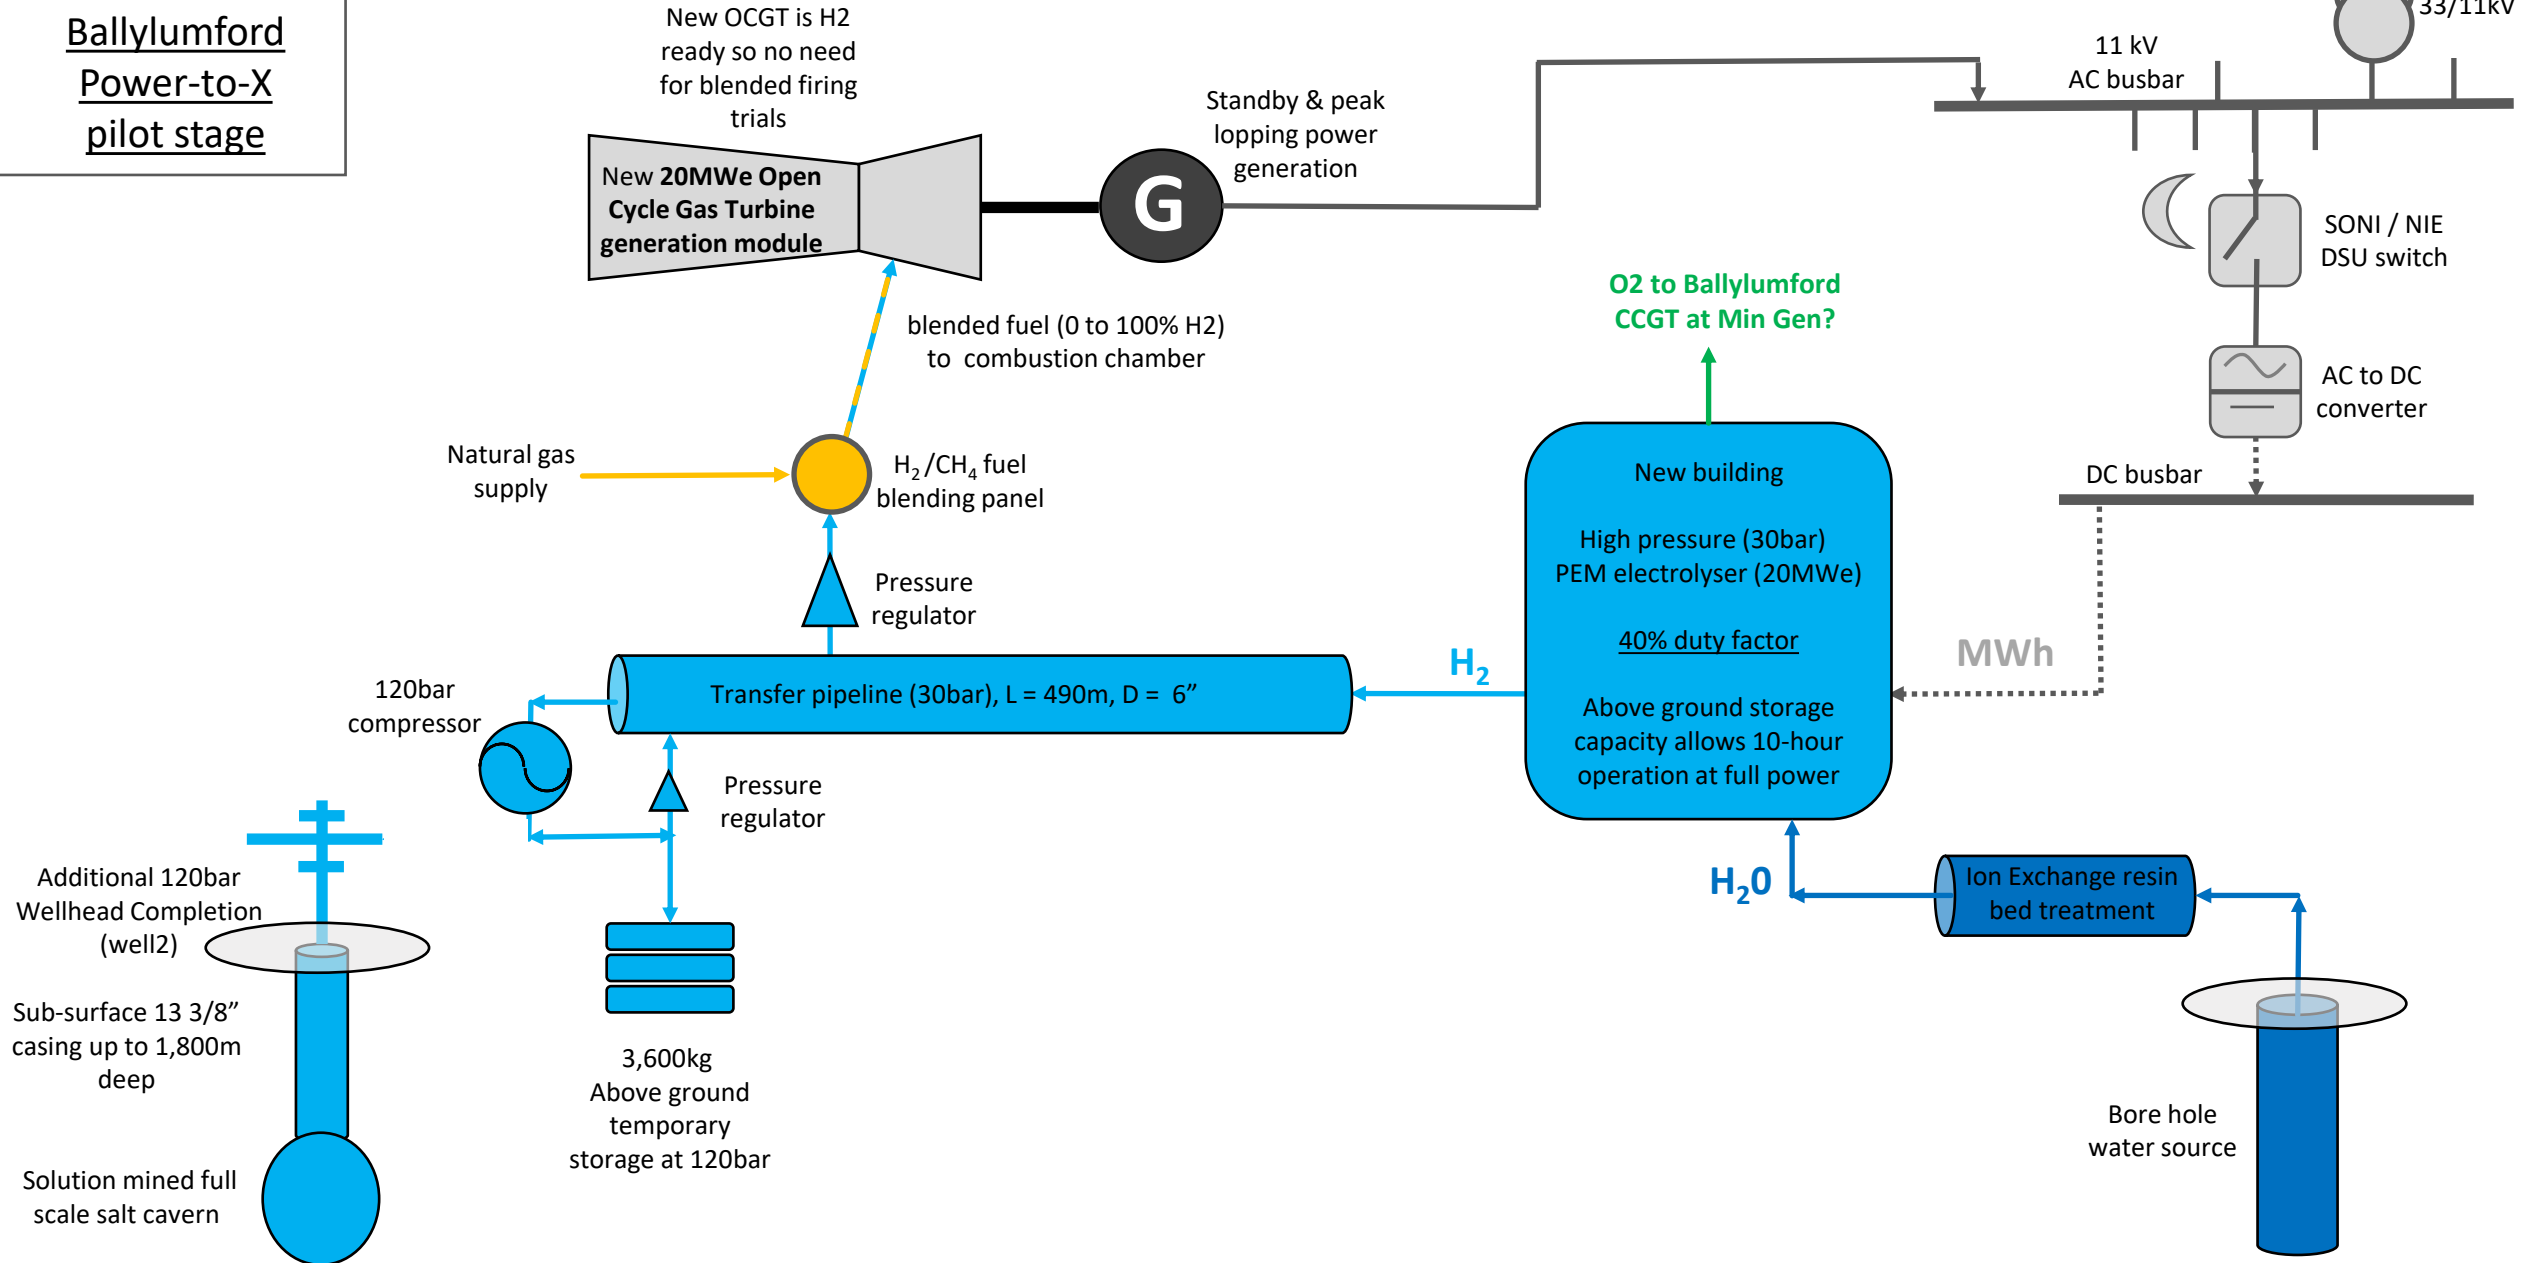 Ballylumford
Power-to-X
pilot stage
New OCGT is H2
ready so no need
for blended firing
trials
New 20MWe Open
Cycle Gas Turbine
generation module
G
Standby & peak
lopping power
generation
11 kV
AC busbar
33/11kV
SONI / NIE
DSU switch
AC to DC
converter
DC busbar
MWh
O2 to Ballylumford
CCGT at Min Gen?
blended fuel (0 to 100% H2)
to combustion chamber
Natural gas
supply
H₂/CH₄ fuel
blending panel
Pressure
regulator
New building
High pressure (30bar)
PEM electrolyser (20MWe)
40% duty factor
Above ground storage
capacity allows 10-hour
operation at full power
H₂
Transfer pipeline (30bar), L = 490m, D = 6”
120bar
compressor
Pressure
regulator
3,600kg
Above ground
temporary
storage at 120bar
Additional 120bar
Wellhead Completion
(well2)
Sub-surface 13 3/8”
casing up to 1,800m
deep
Solution mined full
scale salt cavern
H₂0
Ion Exchange resin
bed treatment
Bore hole
water source